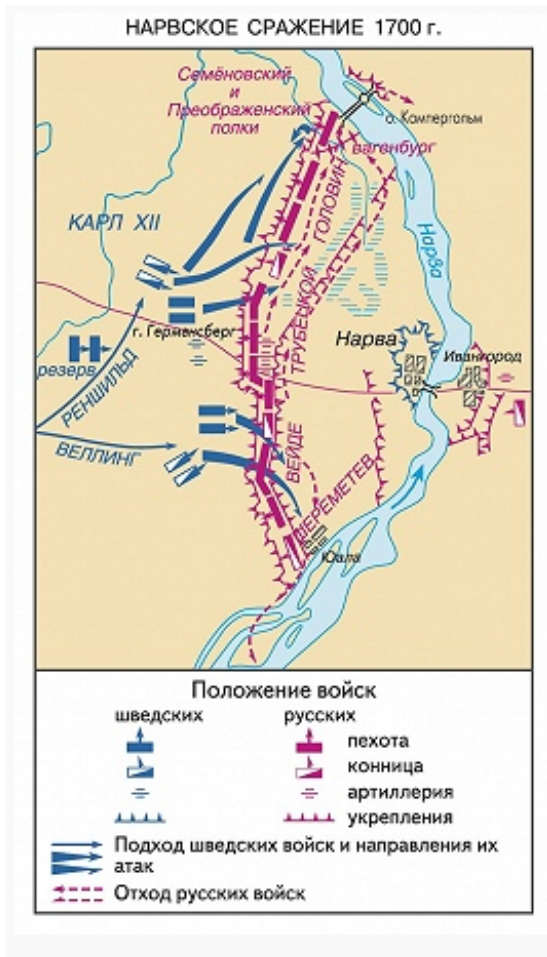 НАРВСКОЕ СРАЖЕНИЕ 1700 г.
Семёновский
и
Преображенский
полки
о. Кампергольм
вагенбург
КАРЛ XII
ГОЛОВИН
Нарва
ТРУБЕЦКОЙ
г. Германсберг
Нарва
Ивангород
резерв
РЕНШИЛЬД
ВЕЛЛИНГ
ВЕЙДЕ
ШЕРЕМЕТЕВ
Юала
Положение войск
шведских
русских
пехота
конница
артиллерия
укрепления
Подход шведских войск и направления их
атак
Отход русских войск